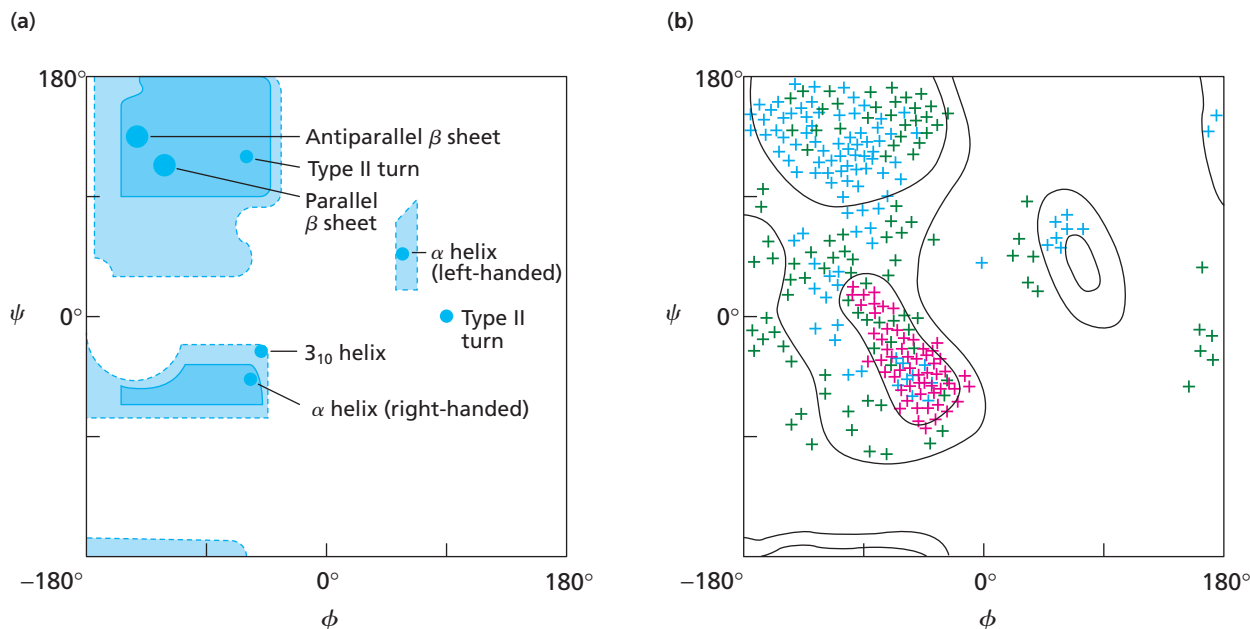 (a)
180°
Antiparallel β sheet
Type II turn
Parallel
β sheet
α helix
(left-handed)
ψ
0°
Type II
turn
3₁₀ helix
α helix (right-handed)
−180°
0°
180°
ϕ
(b)
180°
ψ
0°
−180°
0°
180°
ϕ